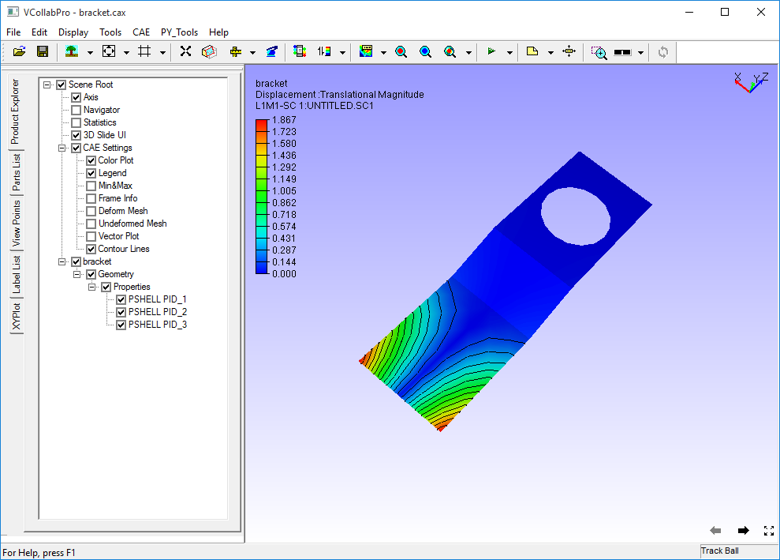 VCollabPro - bracket.cax
File Edit Display Tools CAE PY_Tools Help
Product Explorer
Parts List
View Points
Label List
XYPlot
Scene Root
Axis
Navigator
Statistics
3D Slide UI
CAE Settings
Color Plot
Legend
Min&Max
Frame Info
Deform Mesh
Undeformed Mesh
Vector Plot
Contour Lines
bracket
Geometry
Properties
PSHELL PID_1
PSHELL PID_2
PSHELL PID_3
bracket
Displacement :Translational Magnitude
L1M1-SC 1:UNTITLED.SC1
1.867
1.723
1.580
1.436
1.292
1.149
1.005
0.862
0.718
0.574
0.431
0.287
0.144
0.000
X Y Z
For Help, press F1
Track Ball